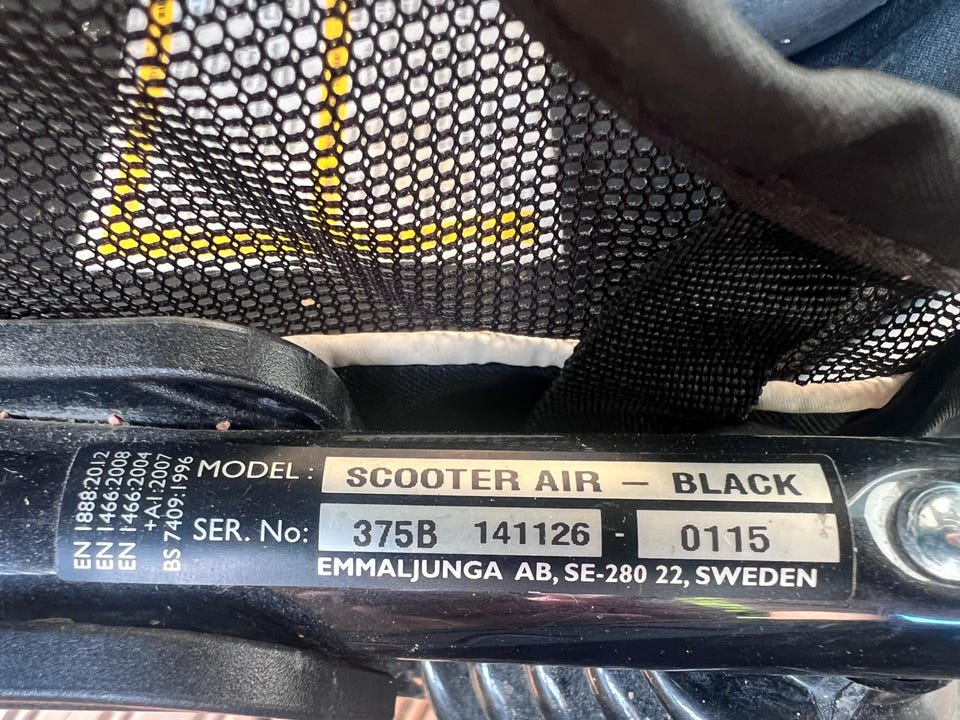 EN 1888:2012
EN 1466:2008
EN 1466:2004
+A1:2007
BS 7409:1996
MODEL : SCOOTER AIR – BLACK
SER. No: 375B 141126 - 0115
EMMALJUNGA AB, SE-280 22, SWEDEN